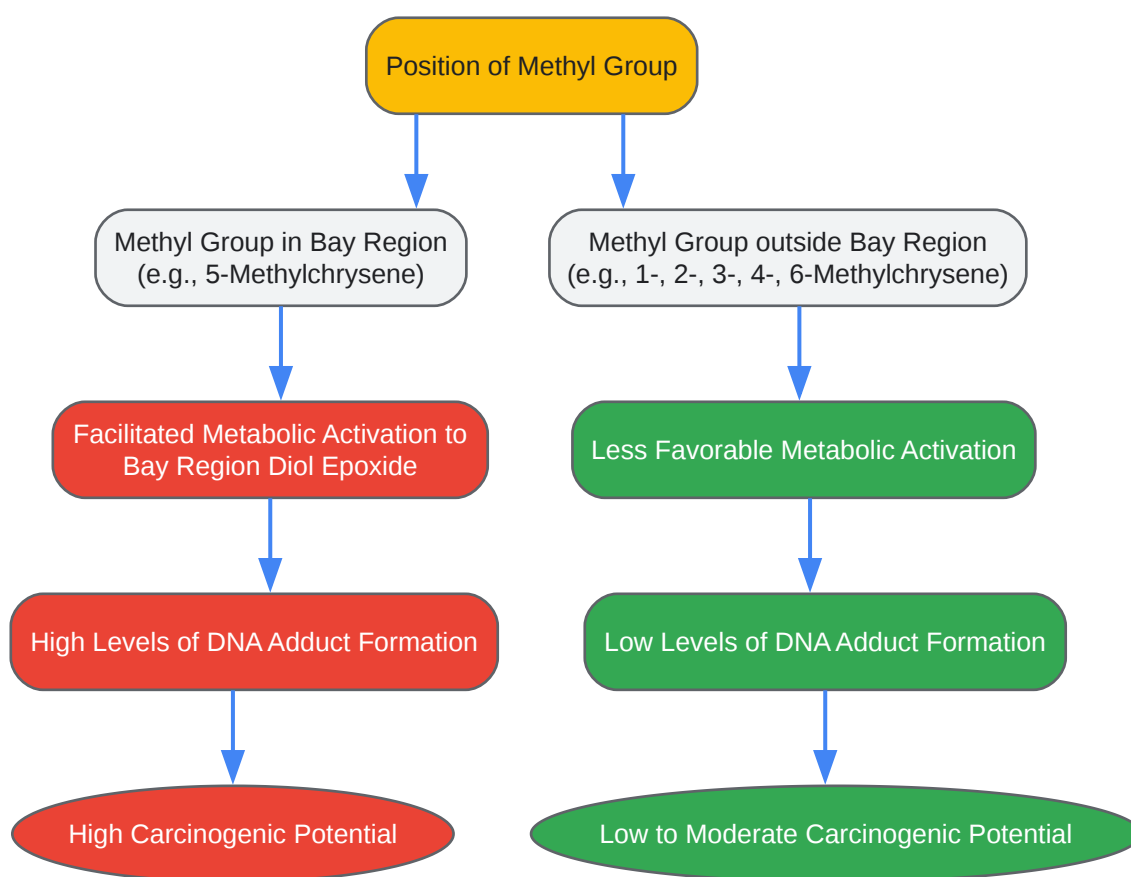 Position of Methyl Group
Methyl Group in Bay Region
(e.g., 5-Methylchrysene)
Methyl Group outside Bay Region
(e.g., 1-, 2-, 3-, 4-, 6-Methylchrysene)
Facilitated Metabolic Activation to
Bay Region Diol Epoxide
Less Favorable Metabolic Activation
High Levels of DNA Adduct Formation
Low Levels of DNA Adduct Formation
High Carcinogenic Potential
Low to Moderate Carcinogenic Potential